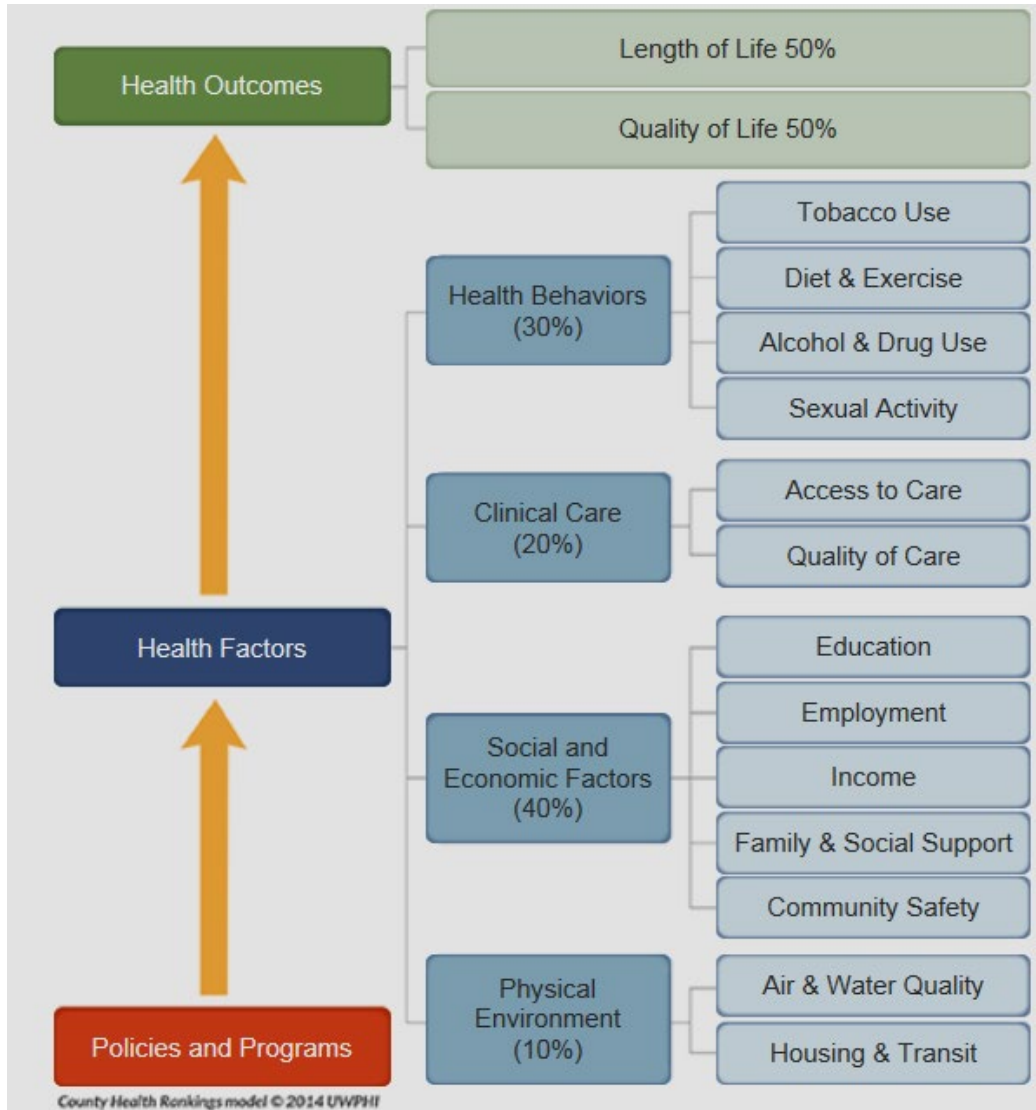 Health Outcomes
Length of Life 50%
Quality of Life 50%
Health Factors
Health Behaviors
(30%)
Tobacco Use
Diet & Exercise
Alcohol & Drug Use
Sexual Activity
Clinical Care
(20%)
Access to Care
Quality of Care
Social and
Economic Factors
(40%)
Education
Employment
Income
Family & Social Support
Community Safety
Physical
Environment
(10%)
Air & Water Quality
Housing & Transit
Policies and Programs
County Health Rankings model © 2014 UWPHI